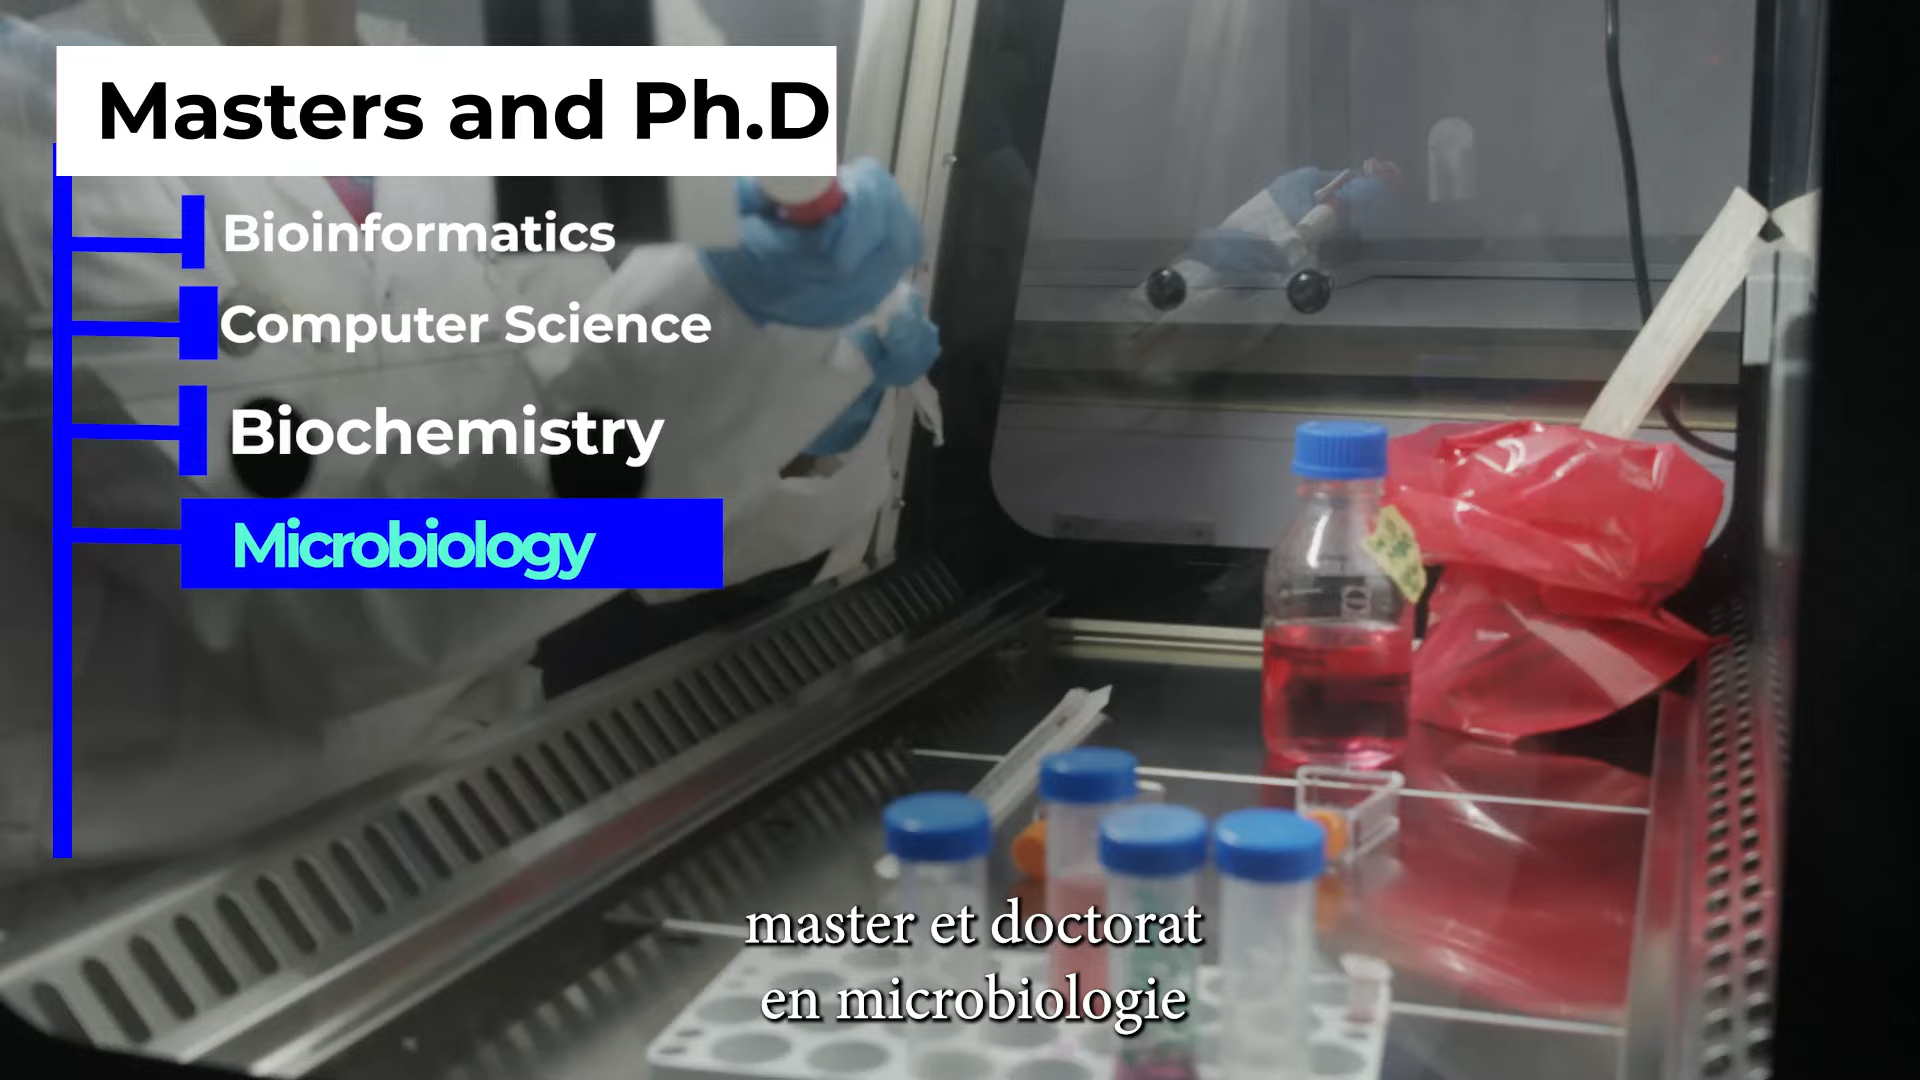 Masters and Ph.D
Bioinformatics
Computer Science
Biochemistry
Microbiology
master et doctorat
en microbiologie